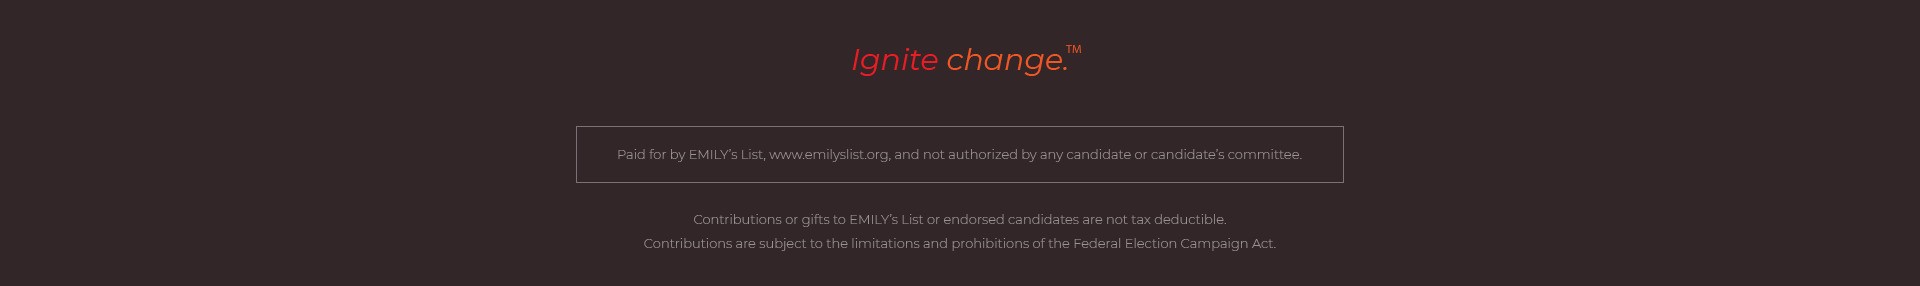 Ignite change.™
Paid for by EMILY’s List, www.emilyslist.org, and not authorized by any candidate or candidate’s committee.
Contributions or gifts to EMILY’s List or endorsed candidates are not tax deductible.
Contributions are subject to the limitations and prohibitions of the Federal Election Campaign Act.